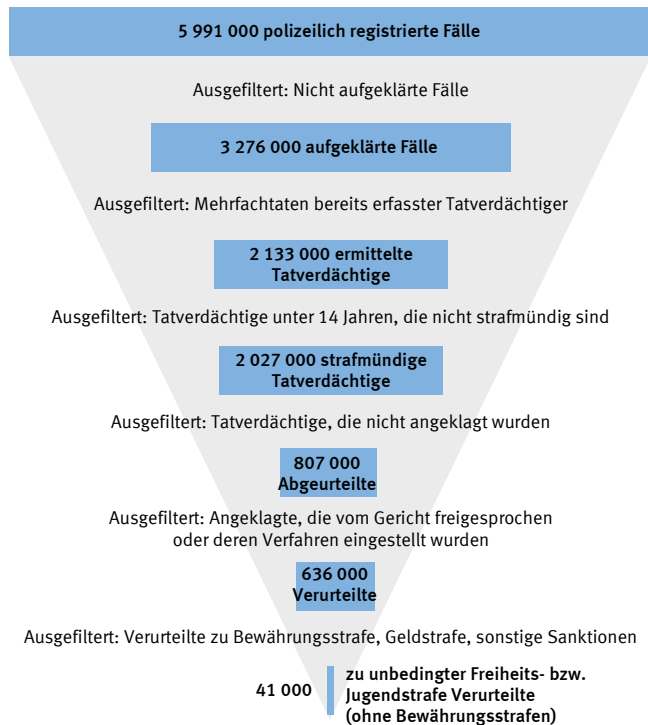 5 991 000 polizeilich registrierte Fälle
Ausgefiltert: Nicht aufgeklärte Fälle
3 276 000 aufgeklärte Fälle
Ausgefiltert: Mehrfachtaten bereits erfasster Tatverdächtiger
2 133 000 ermittelte
Tatverdächtige
Ausgefiltert: Tatverdächtige unter 14 Jahren, die nicht strafmündig sind
2 027 000 strafmündige
Tatverdächtige
Ausgefiltert: Tatverdächtige, die nicht angeklagt wurden
807 000
Abgeurteilte
Ausgefiltert: Angeklagte, die vom Gericht freigesprochen
oder deren Verfahren eingestellt wurden
636 000
Verurteilte
Ausgefiltert: Verurteilte zu Bewährungsstrafe, Geldstrafe, sonstige Sanktionen
41 000
zu unbedingter Freiheits- bzw.
Jugendstrafe Verurteilte
(ohne Bewährungsstrafen)